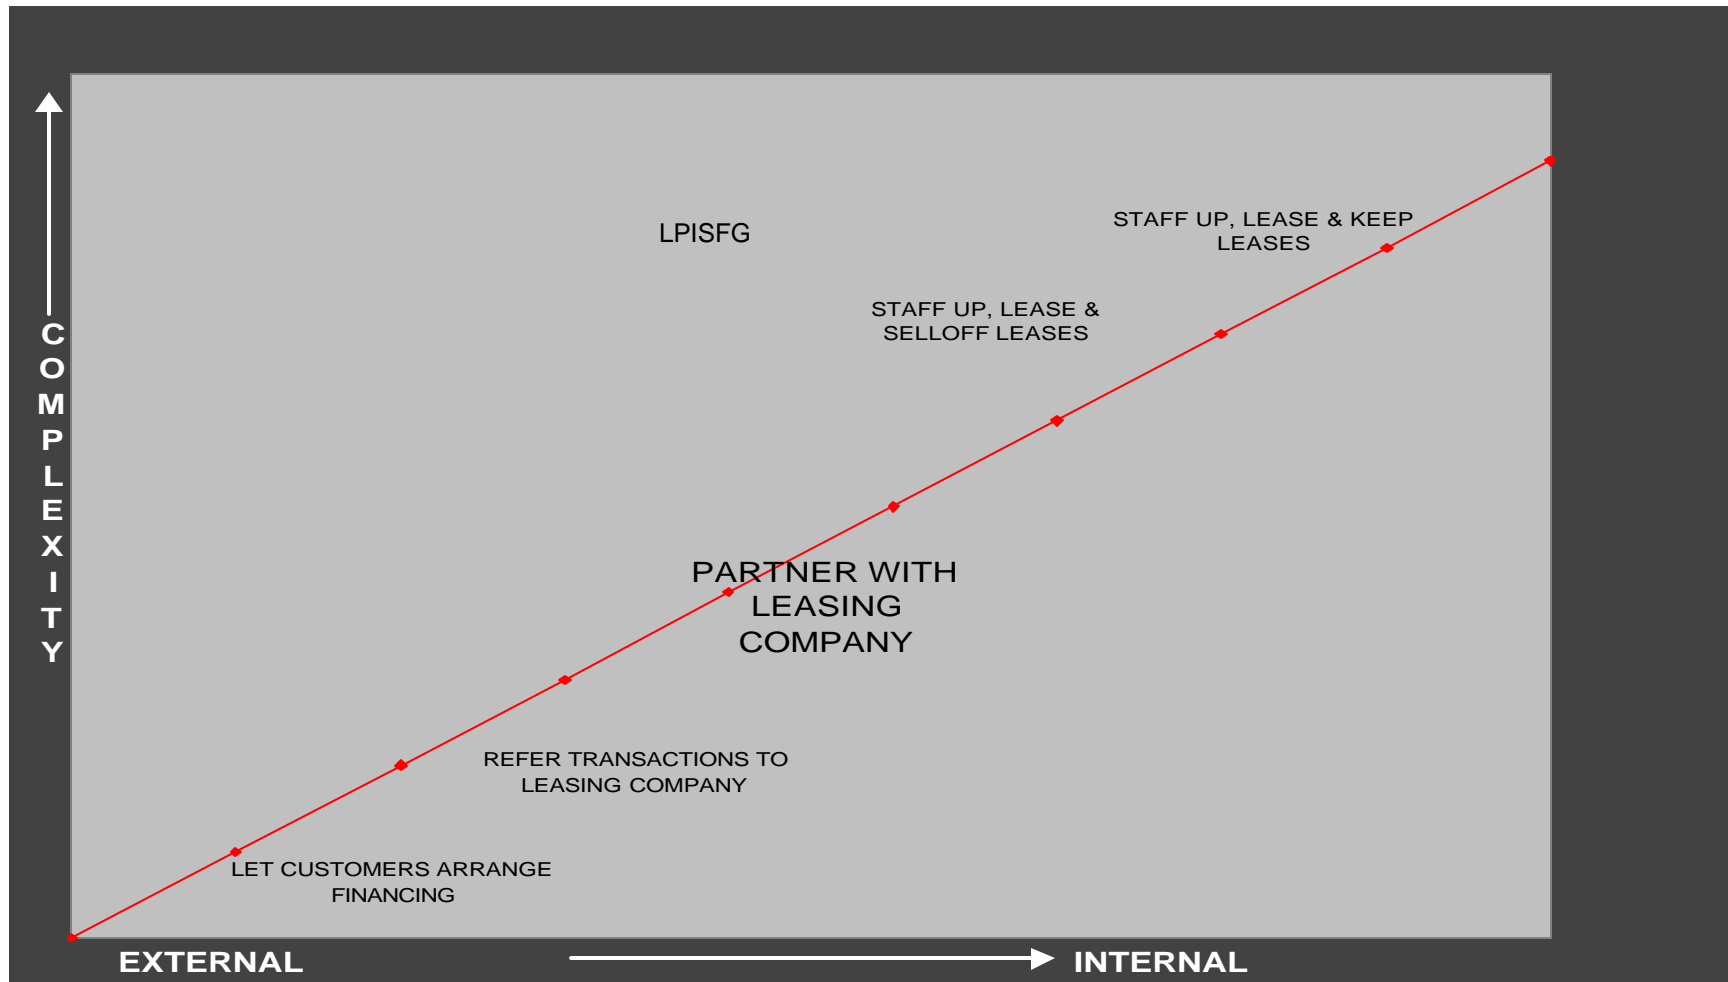 LPISFG
STAFF UP, LEASE & KEEP
LEASES
STAFF UP, LEASE &
SELLOFF LEASES
COMPLEXITY
PARTNER WITH
LEASING
COMPANY
REFER TRANSACTIONS TO
LEASING COMPANY
LET CUSTOMERS ARRANGE
FINANCING
EXTERNAL
INTERNAL